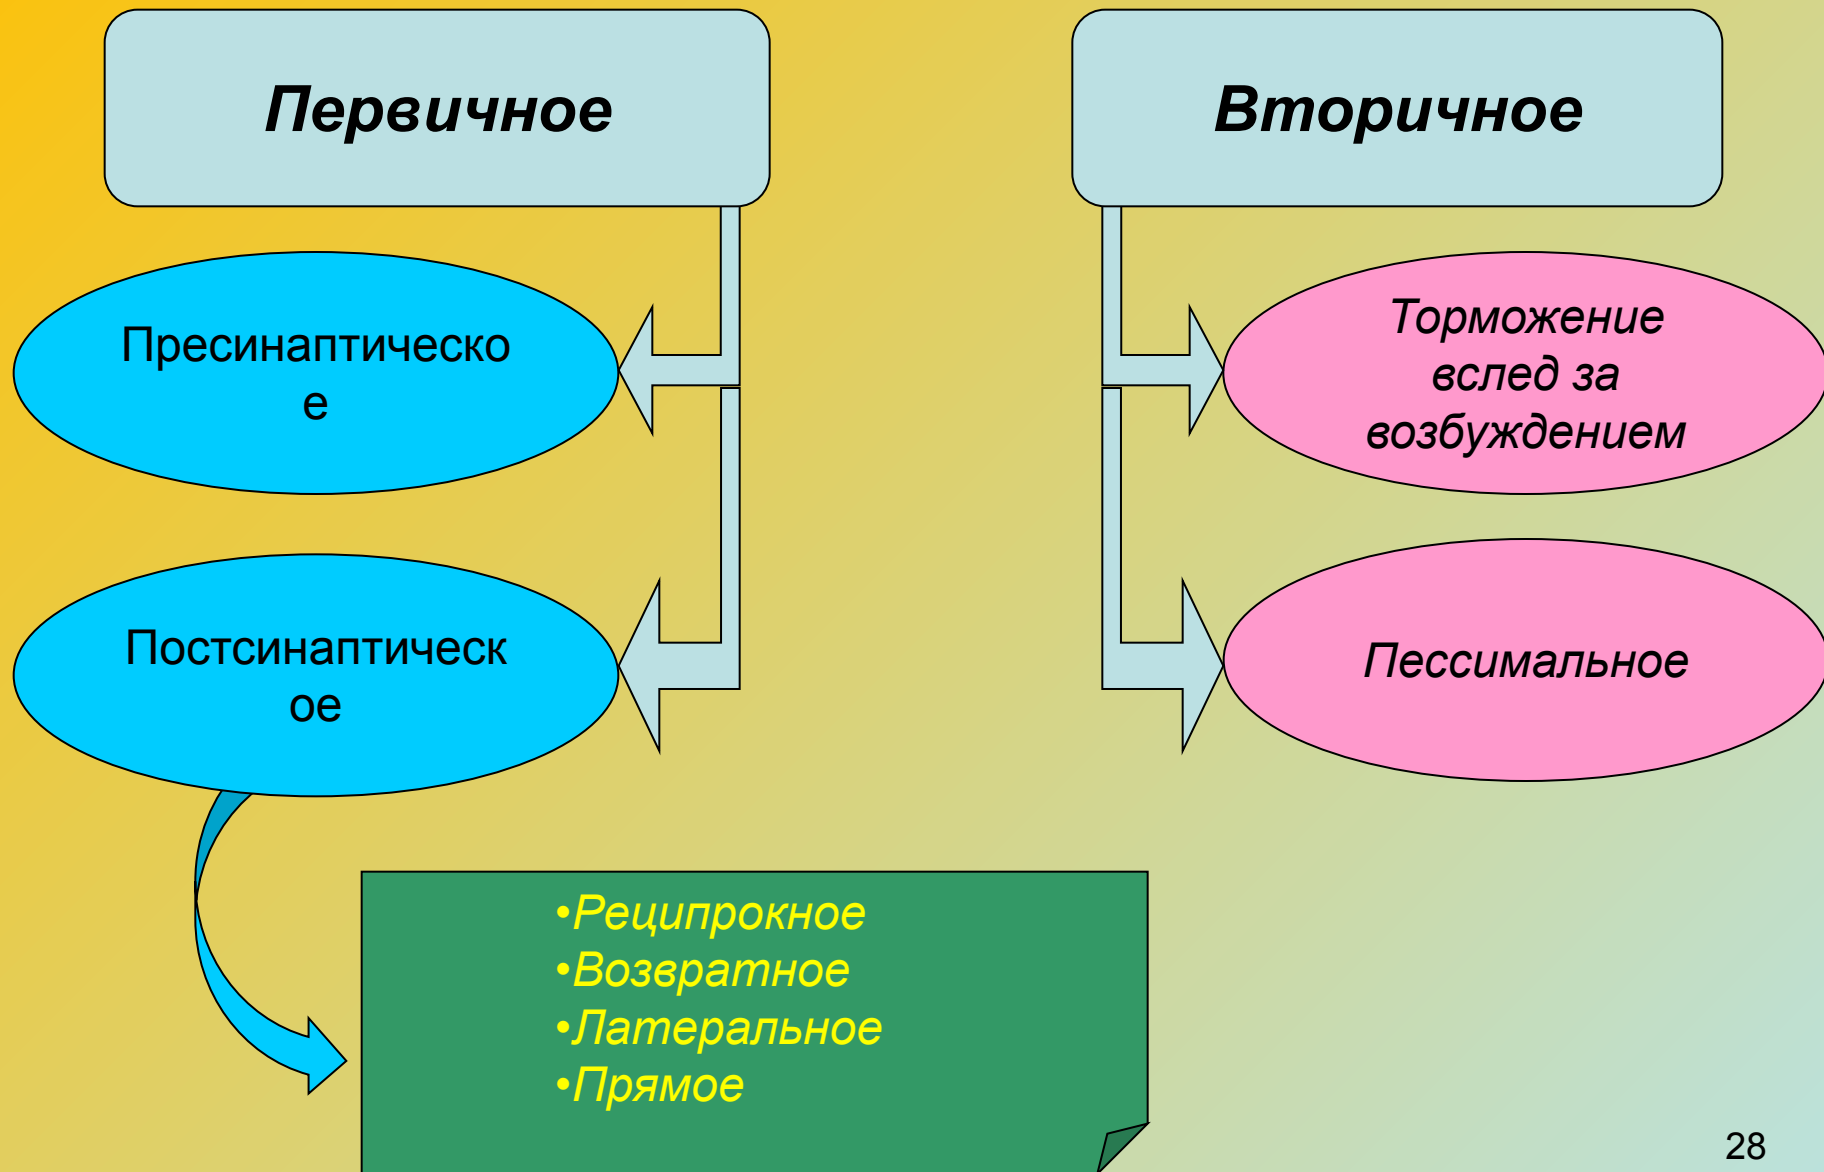 Первичное
Вторичное
Пресинаптическо
е
Торможение
вслед за
возбуждением
Постсинаптическ
ое
Пессимальное
•Реципрокное
•Возвратное
•Латеральное
•Прямое
28